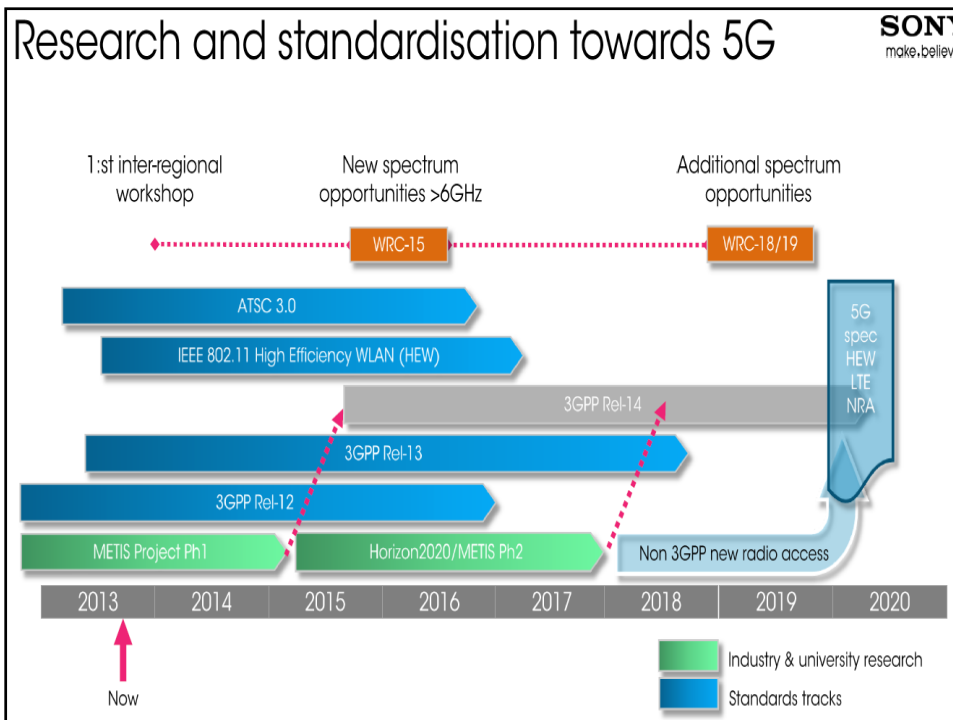 Research and standardisation towards 5G
SONY
make.believ
1:st inter-regional
workshop
New spectrum
opportunities >6GHz
Additional spectrum
opportunities
WRC-15
WRC-18/19
ATSC 3.0
IEEE 802.11 High Efficiency WLAN (HEW)
5G
spec
HEW
LTE
NRA
3GPP Rel-14
3GPP Rel-13
3GPP Rel-12
METIS Project Ph1
Horizon2020/METIS Ph2
Non 3GPP new radio access
2013
2014
2015
2016
2017
2018
2019
2020
Now
Industry & university research
Standards tracks